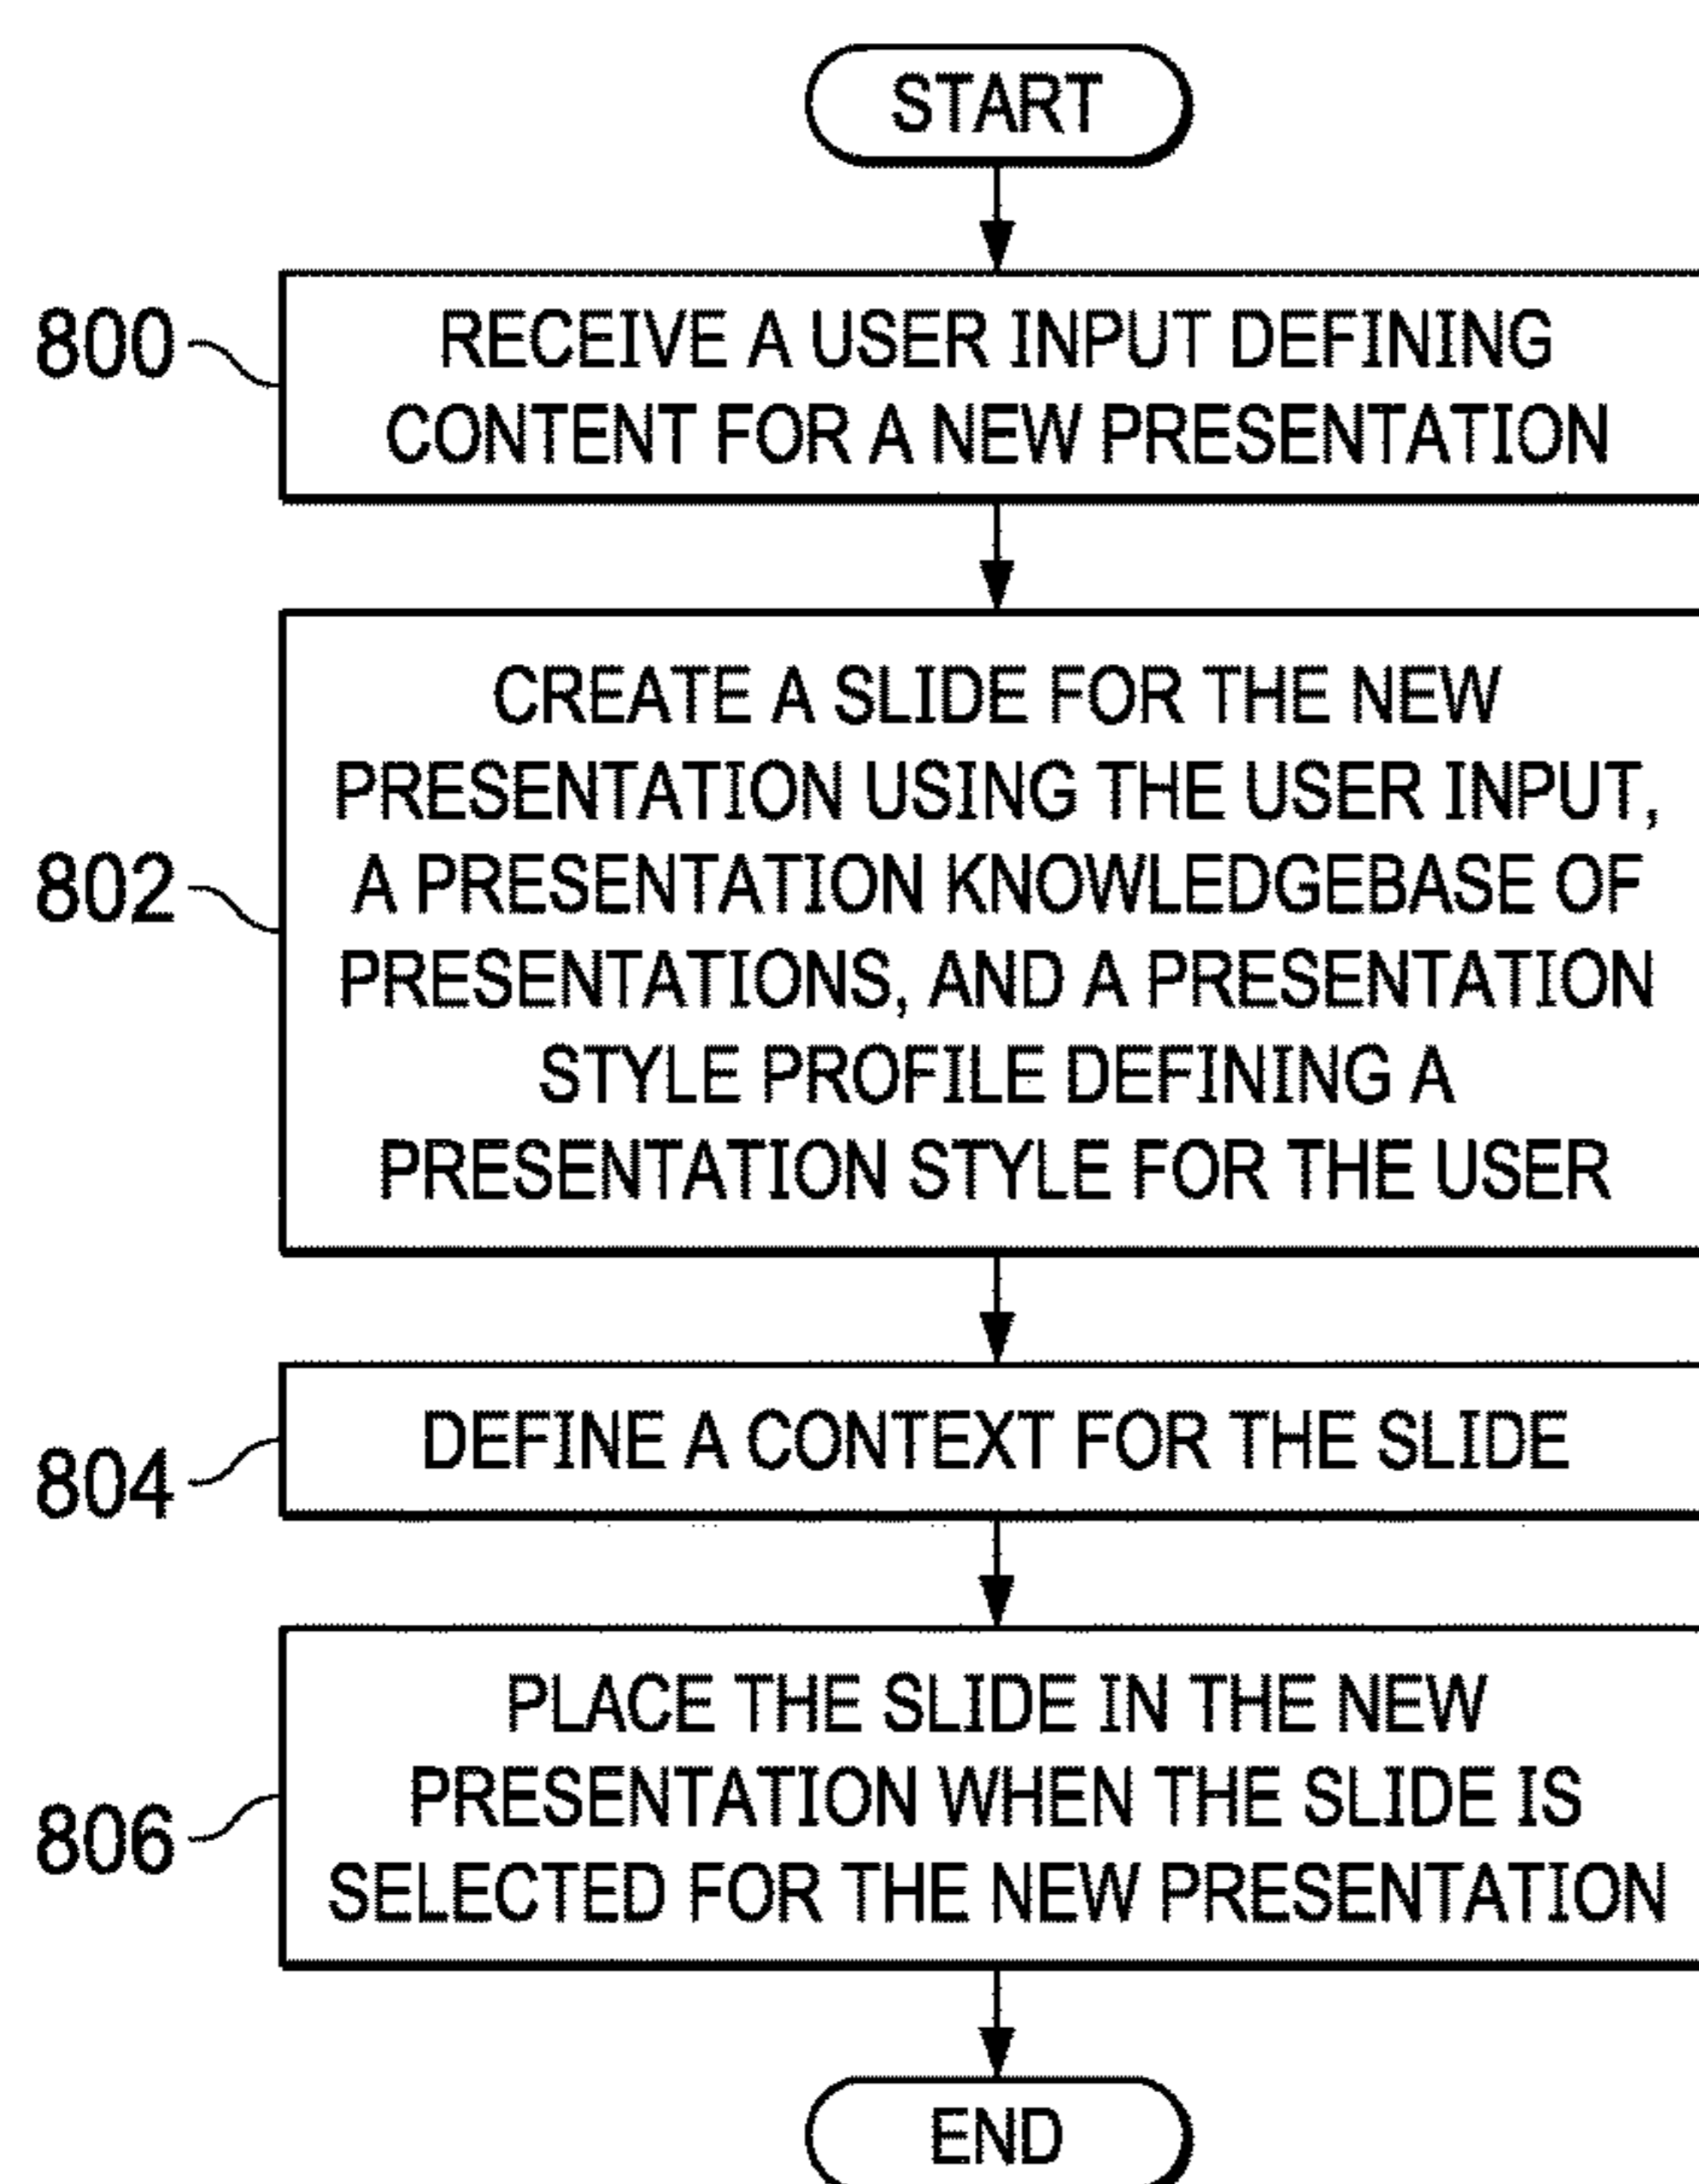 START
800
RECEIVE A USER INPUT DEFINING
CONTENT FOR A NEW PRESENTATION
802
CREATE A SLIDE FOR THE NEW
PRESENTATION USING THE USER INPUT,
A PRESENTATION KNOWLEDGEBASE OF
PRESENTATIONS, AND A PRESENTATION
STYLE PROFILE DEFINING A
PRESENTATION STYLE FOR THE USER
804
DEFINE A CONTEXT FOR THE SLIDE
806
PLACE THE SLIDE IN THE NEW
PRESENTATION WHEN THE SLIDE IS
SELECTED FOR THE NEW PRESENTATION
END